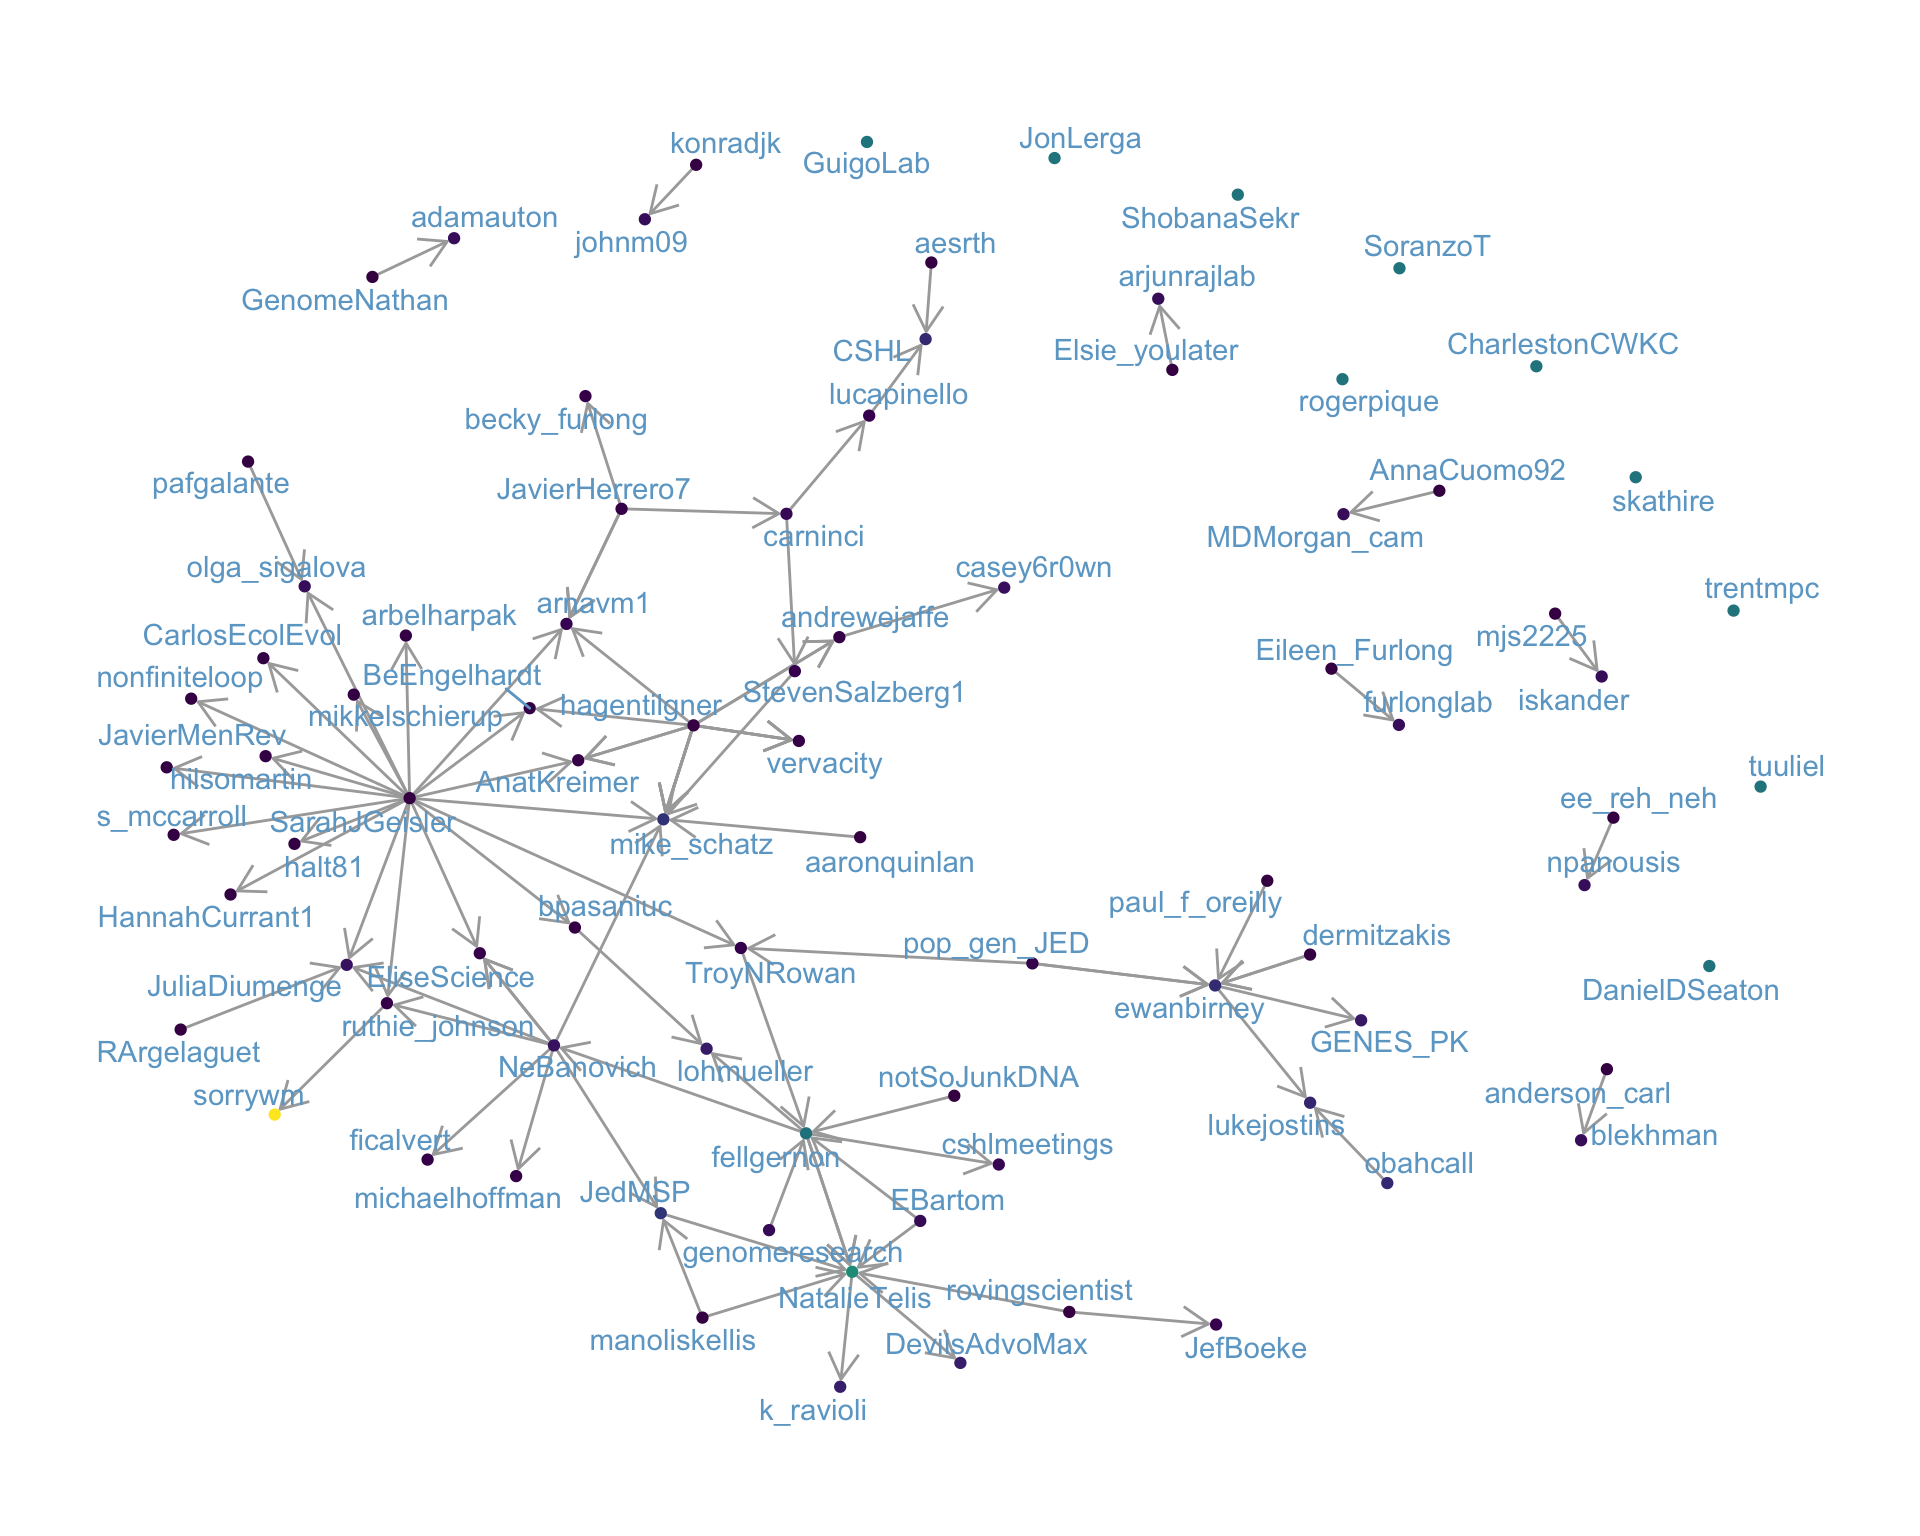 JonLerga
konradjk
GuigoLab
ShobanaSekr
adamauton
johnm09
aesrth
SoranzoT
arjunrajlab
GenomeNathan
CSHL
Elsie_youlater
CharlestonCWKC
lucapinello
rogerpique
becky_furlong
AnnaCuomo92
pafgalante
JavierHerrero7
skathire
carninci
MDMorgan_cam
olga_sigalova
casey6r0wn
trentmpc
arbelharpak
arnavm1
andrewejaffe
CarlosEcolEvol
mjs2225
Eileen_Furlong
nonfiniteloop
BeEngelhardt
StevenSalzberg1
mikkelschierup
hagentilgner
furlonglab
iskander
JavierMenRev
vervacity
tuuliel
hilsomartin
AnatKreimer
ee_reh_neh
s_mccarroll
SarahJGeisler
mike_schatz
halt81
aaronquinlan
npanousis
HannahCurrant1
bpasaniuc
paul_f_oreilly
pop_gen_JED
dermitzakis
JuliaDiumenge
EliseScience
TroyNRowan
DanielDSeaton
ruthie_johnson
ewanbirney
RArgelaguet
NeBanovich
lohmueller
notSoJunkDNA
GENES_PK
sorrywm
anderson_carl
ficalvert
fellgernon
cshlmeetings
lukejostins
blekhman
obahcall
michaelhoffman
JedMSP
EBartom
genomeresearch
NatalieTelis
rovingscientist
manoliskellis
DevilsAdvoMax
JefBoeke
k_ravioli